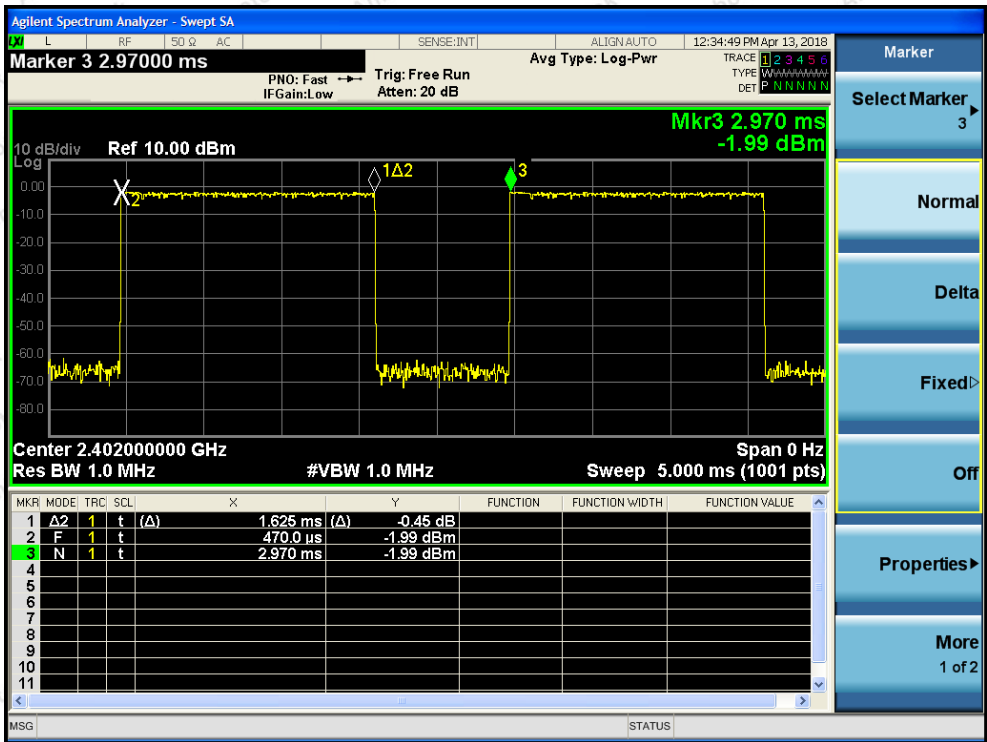 Agilent Spectrum Analyzer - Swept SA
LXI L RF 50 Ω AC SENSE:INT ALIGN AUTO 12:34:49 PM Apr 13, 2018
Marker 3 2.97000 ms
PNO: Fast
IFGain:Low
Trig: Free Run
Atten: 20 dB
Avg Type: Log-Pwr
TRACE 1 2 3 4 5 6
TYPE WWWWWW
DET P N N N N N
Mkr3 2.970 ms
-1.99 dBm
10 dB/div Ref 10.00 dBm
Log
1Δ2
3
2
0.00
-10.0
-20.0
-30.0
-40.0
-50.0
-60.0
-70.0
-80.0
Center 2.402000000 GHz Span 0 Hz
Res BW 1.0 MHz #VBW 1.0 MHz Sweep 5.000 ms (1001 pts)
MKR MODE TRC SCL X Y FUNCTION FUNCTION WIDTH FUNCTION VALUE
1 Δ2 1 t (Δ) 1.625 ms (Δ) -0.45 dB
2 F 1 t 470.0 µs -1.99 dBm
3 N 1 t 2.970 ms -1.99 dBm
4
5
6
7
8
9
10
11
MSG STATUS
Marker
Select Marker
3
Normal
Delta
Fixed
Off
Properties
More
1 of 2